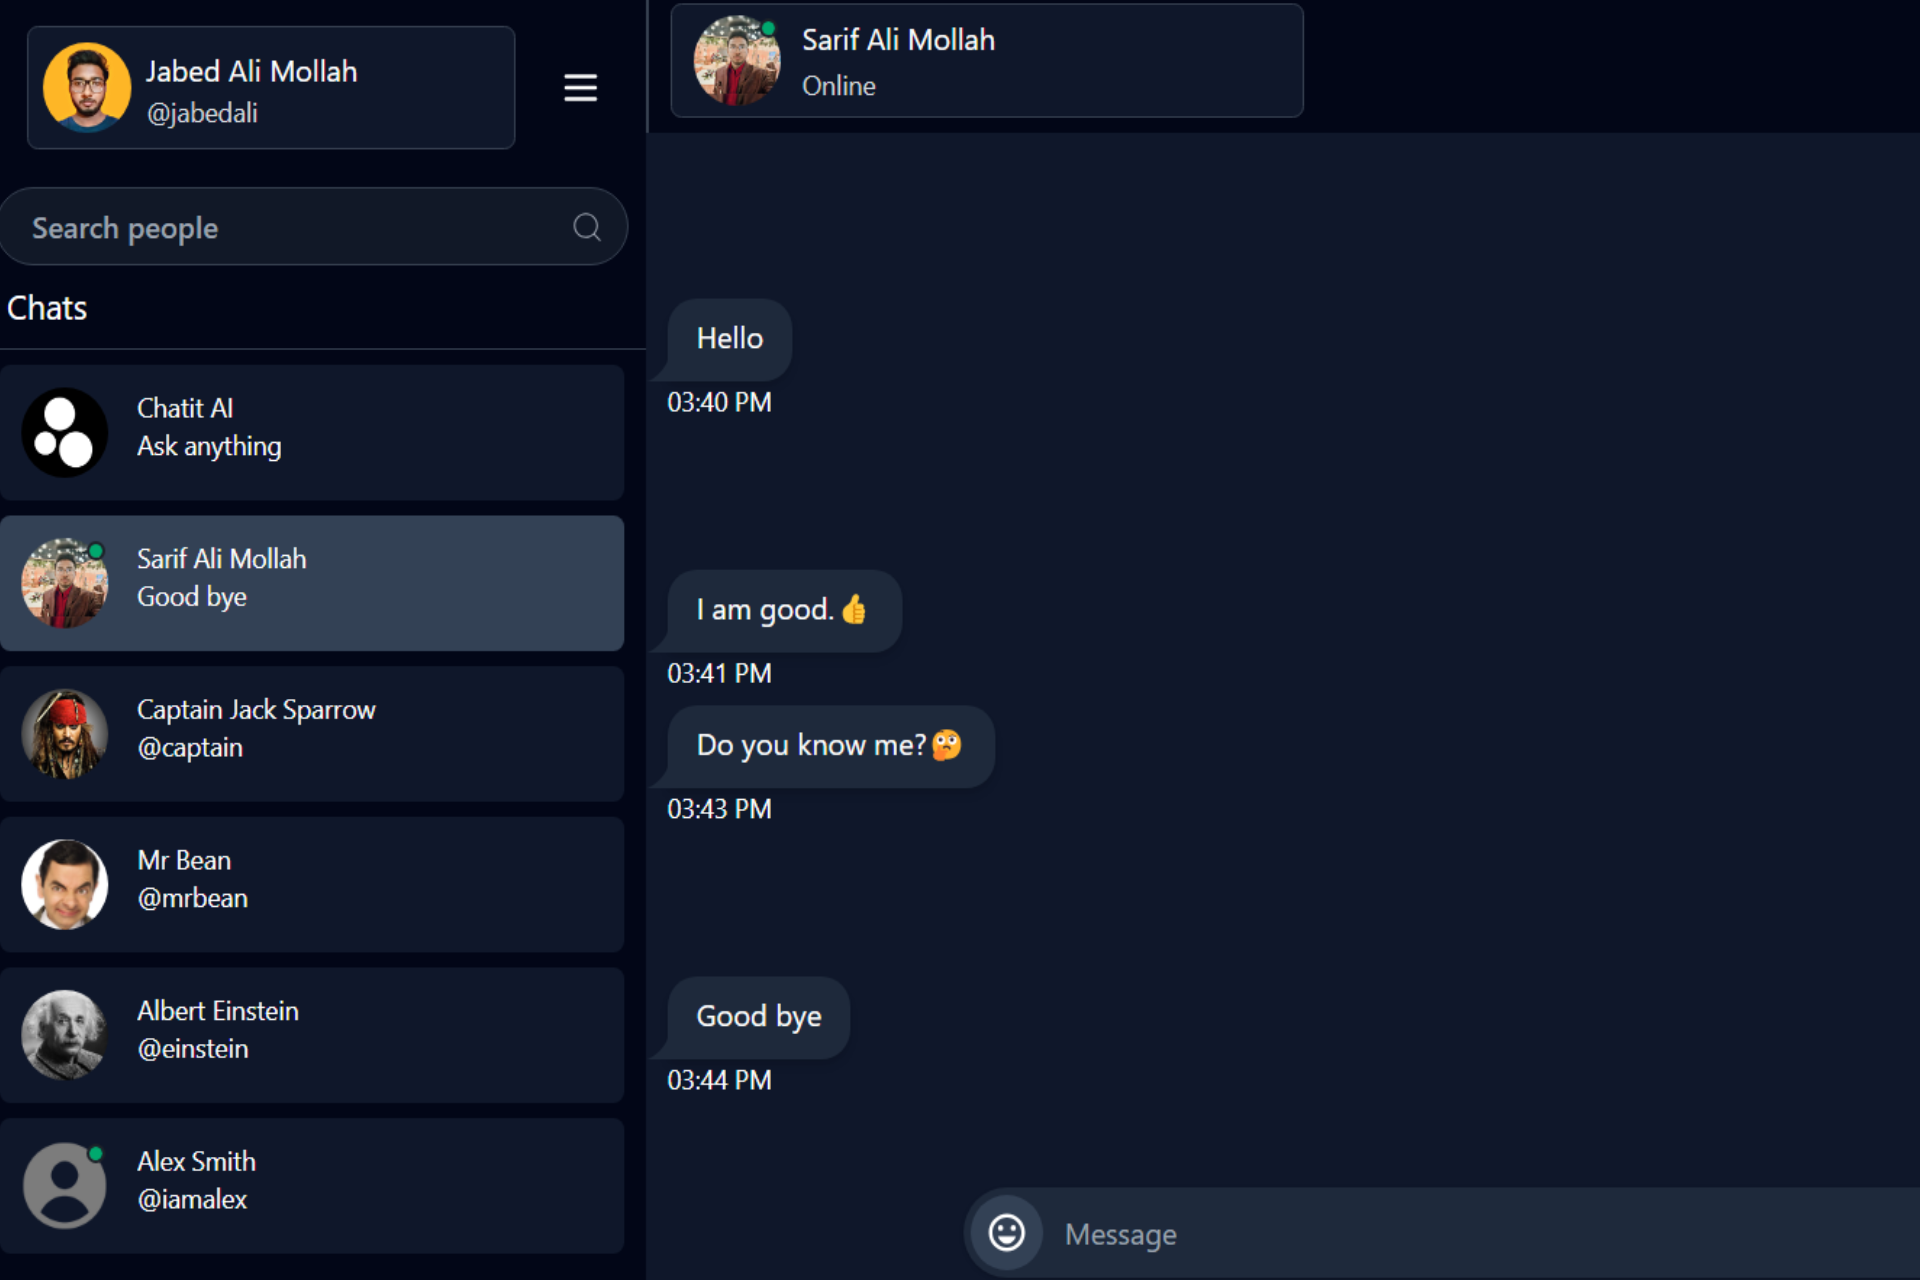 Jabed Ali Mollah
@jabedali
Search people
Chats
Chatit AI
Ask anything
Sarif Ali Mollah
Good bye
Captain Jack Sparrow
@captain
Mr Bean
@mrbean
Albert Einstein
@einstein
Alex Smith
@iamalex
Sarif Ali Mollah
Online
Hello
03:40 PM
I am good.👍
03:41 PM
Do you know me?🤔
03:43 PM
Good bye
03:44 PM
Message